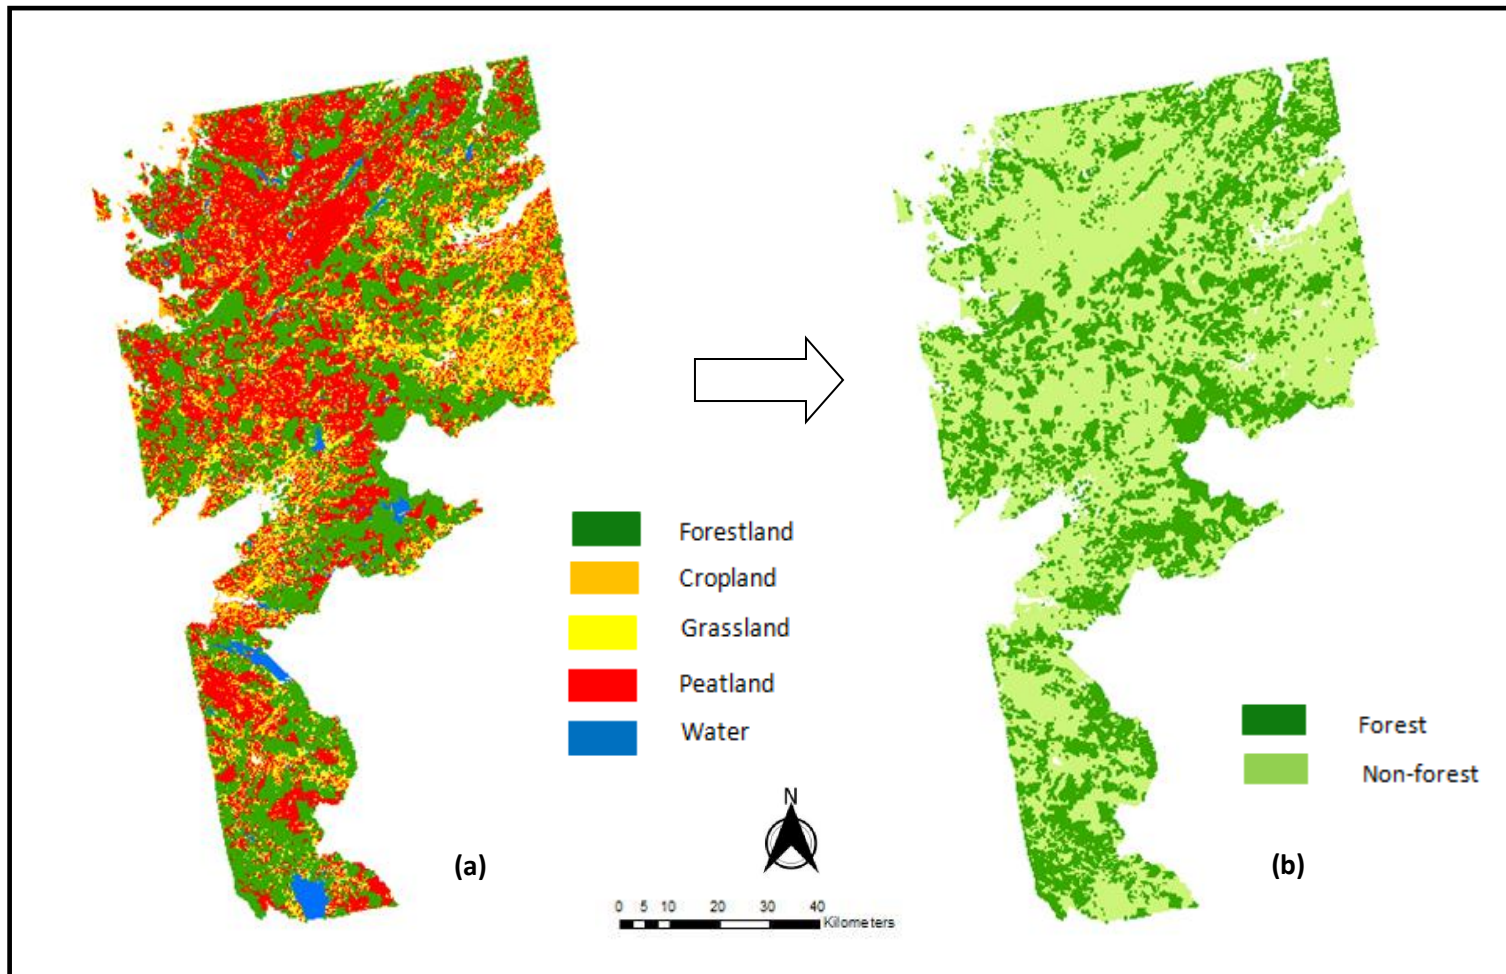 Forestland
Cropland
Grassland
Peatland
Water
(a)
N
0 5 10 20 30 40
Kilometers
Forest
Non-forest
(b)